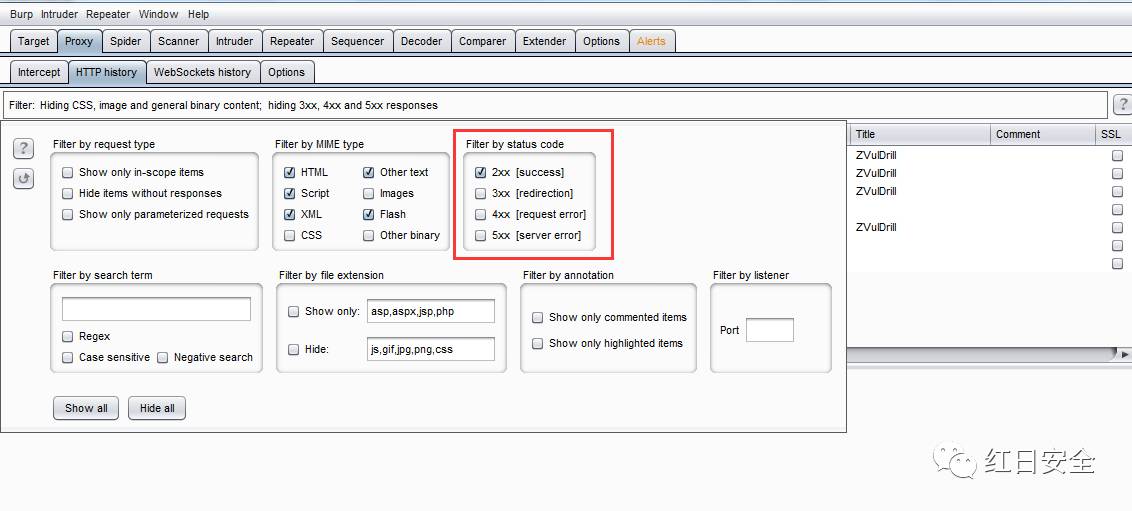 Burp Intruder Repeater Window Help
Target Proxy Spider Scanner Intruder Repeater Sequencer Decoder Comparer Extender Options Alerts
Intercept HTTP history WebSockets history Options
Filter: Hiding CSS, image and general binary content; hiding 3xx, 4xx and 5xx responses ?
Title Comment SSL
ZVulDrill
ZVulDrill
ZVulDrill
ZVulDrill
?
Filter by request type
Show only in-scope items
Hide items without responses
Show only parameterized requests
Filter by MIME type
HTML Other text
Script Images
XML Flash
CSS Other binary
Filter by status code
2xx [success]
3xx [redirection]
4xx [request error]
5xx [server error]
Filter by search term
Regex
Case sensitive Negative search
Filter by file extension
Show only: asp,aspx,jsp,php
Hide: js,gif,jpg,png,css
Filter by annotation
Show only commented items
Show only highlighted items
Filter by listener
Port
Show all Hide all
红日安全